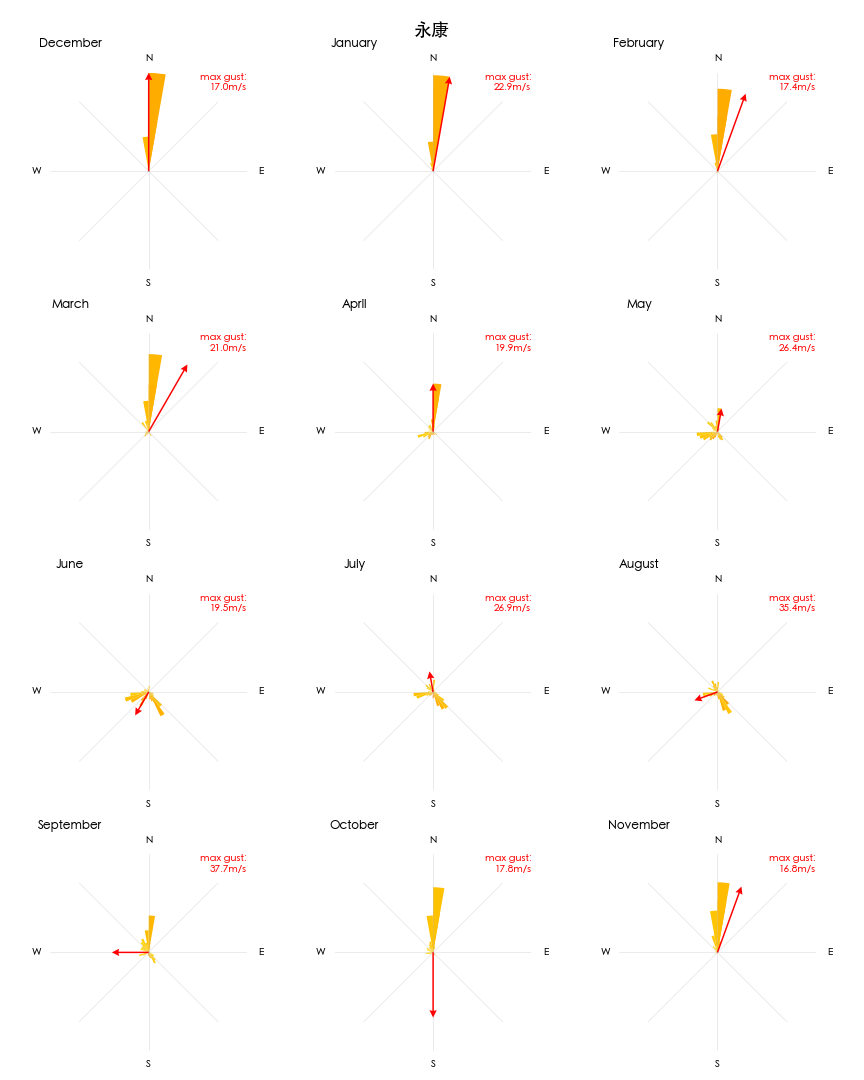 永康
December
N
max gust:
17.0m/s
W
E
S
January
N
max gust:
22.9m/s
W
E
S
February
N
max gust:
17.4m/s
W
E
S
March
N
max gust:
21.0m/s
W
E
S
April
N
max gust:
19.9m/s
W
E
S
May
N
max gust:
26.4m/s
W
E
S
June
N
max gust:
19.5m/s
W
E
S
July
N
max gust:
26.9m/s
W
E
S
August
N
max gust:
35.4m/s
W
E
S
September
N
max gust:
37.7m/s
W
E
S
October
N
max gust:
17.8m/s
W
E
S
November
N
max gust:
16.8m/s
W
E
S